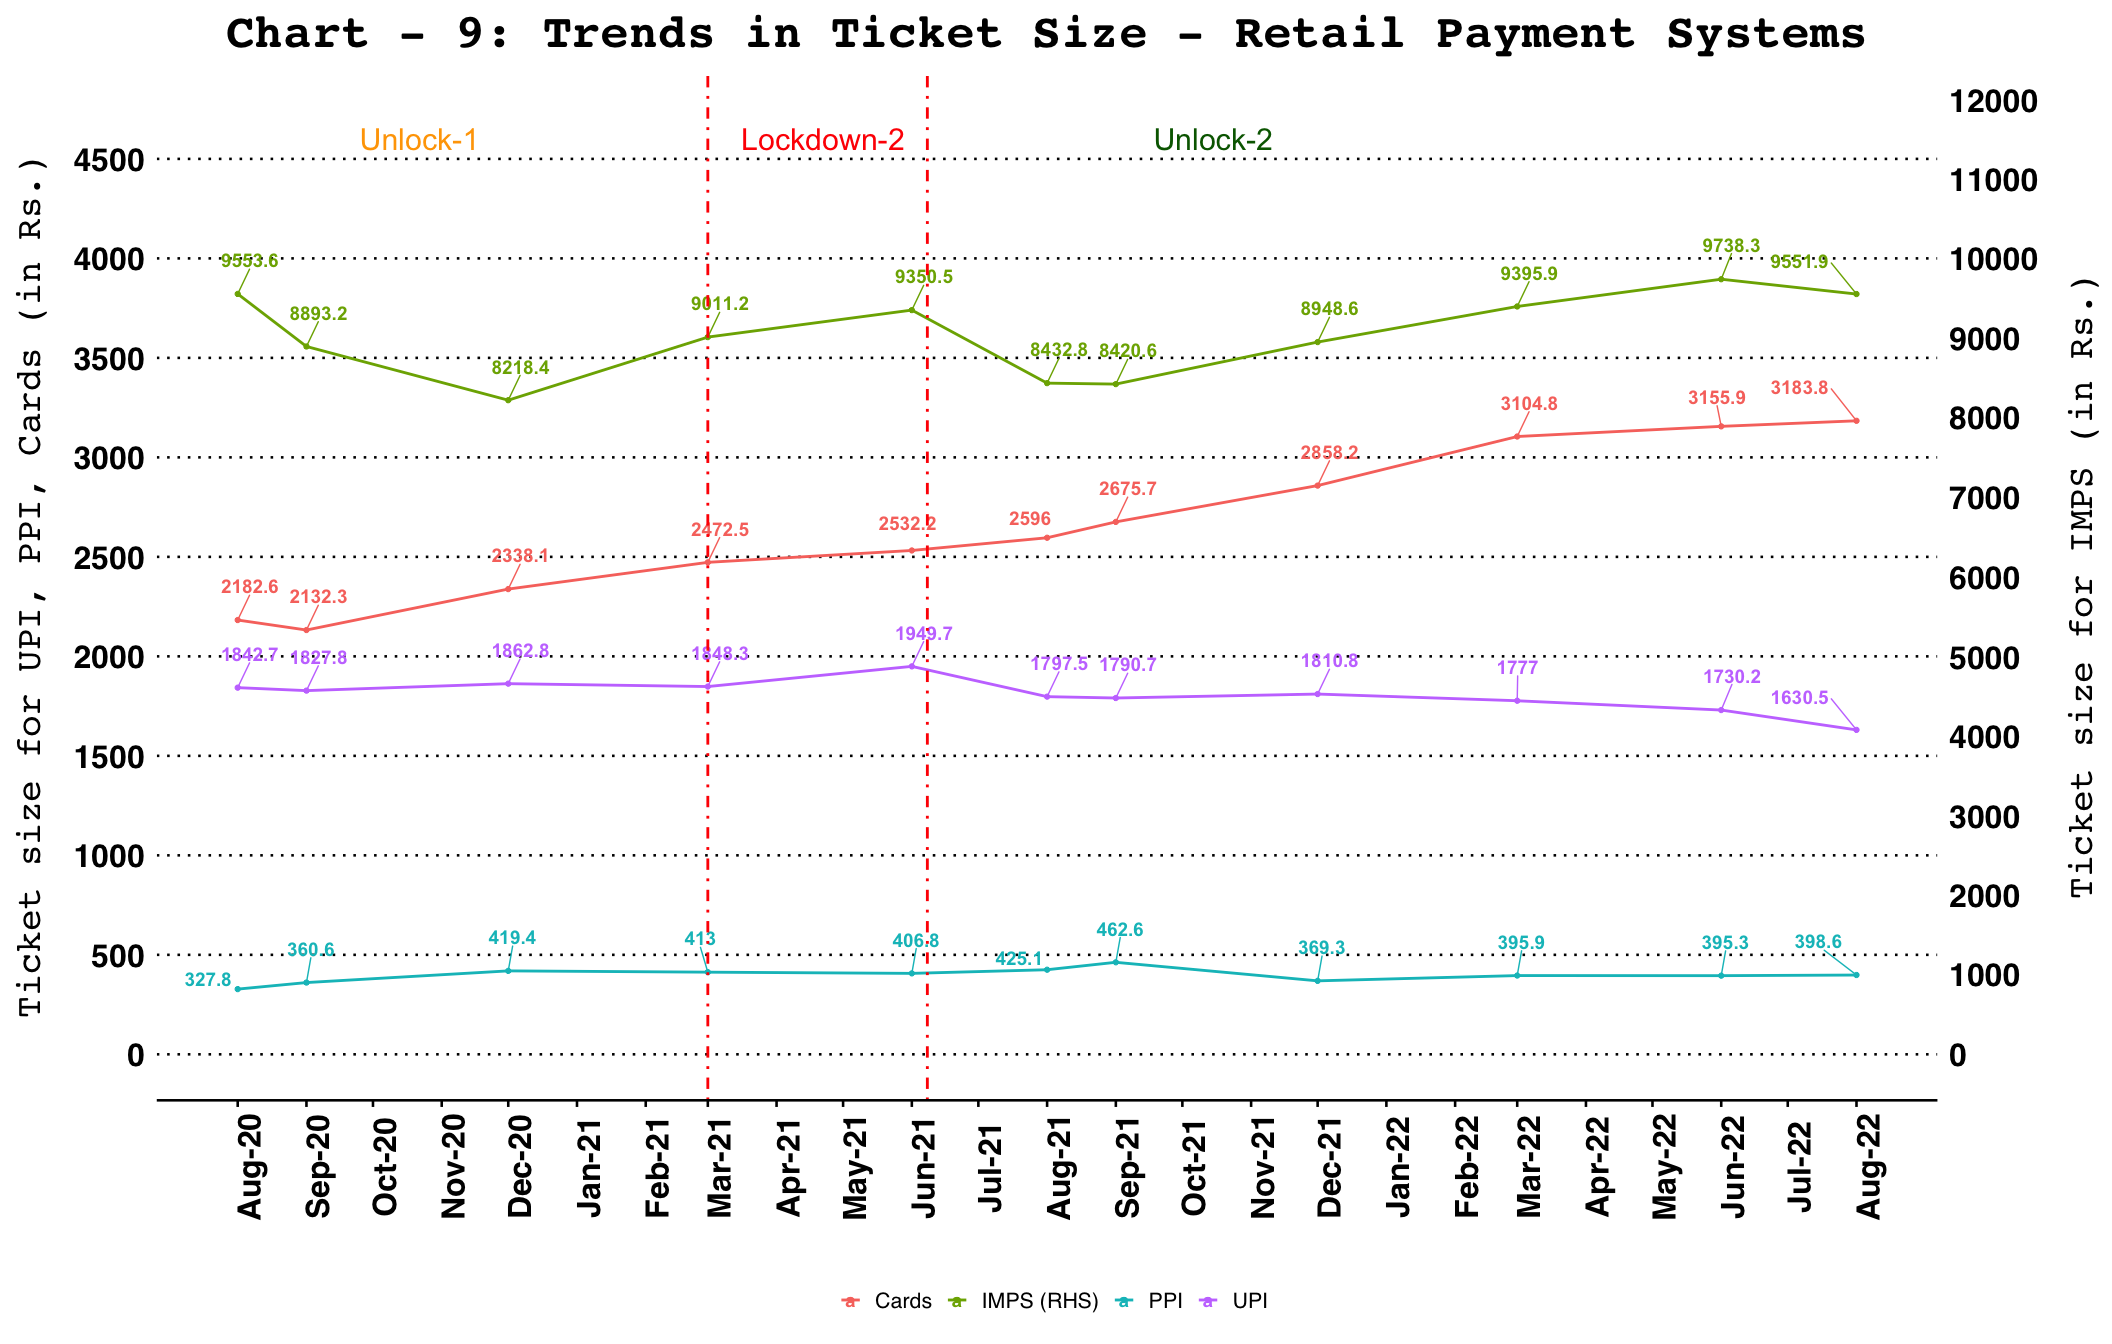 Chart - 9: Trends in Ticket Size - Retail Payment Systems
Unlock-1
Lockdown-2
Unlock-2
Ticket size for UPI, PPI, Cards (in Rs.)
4500
4000
3500
3000
2500
2000
1500
1000
500
0
9553.6
8893.2
8218.4
9011.2
9350.5
8432.8
8420.6
8948.6
9395.9
9738.3
9551.9
2182.6
2132.3
2338.1
2472.5
2532.2
2596
2675.7
2858.2
3104.8
3155.9
3183.8
1842.7
1827.8
1862.8
1848.3
1949.7
1797.5
1790.7
1810.8
1777
1730.2
1630.5
327.8
360.6
419.4
413
406.8
425.1
462.6
369.3
395.9
395.3
398.6
12000
11000
10000
9000
8000
7000
6000
5000
4000
3000
2000
1000
0
Ticket size for IMPS (in Rs.)
Aug-20
Sep-20
Oct-20
Nov-20
Dec-20
Jan-21
Feb-21
Mar-21
Apr-21
May-21
Jun-21
Jul-21
Aug-21
Sep-21
Oct-21
Nov-21
Dec-21
Jan-22
Feb-22
Mar-22
Apr-22
May-22
Jun-22
Jul-22
Aug-22
a Cards a IMPS (RHS) a PPI a UPI